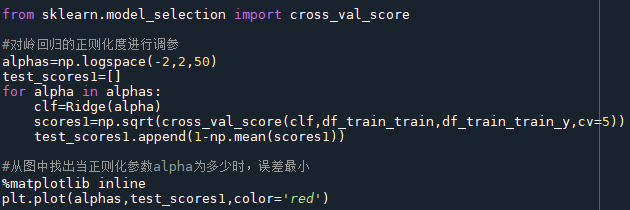 from sklearn.model_selection import cross_val_score
#对岭回归的正则化度进行调参
alphas=np.logspace(-2,2,50)
test_scores1=[]
for alpha in alphas:
    clf=Ridge(alpha)
    scores1=np.sqrt(cross_val_score(clf,df_train_train,df_train_train_y,cv=5))
    test_scores1.append(1-np.mean(scores1))
#从图中找出当正则化参数alpha为多少时，误差最小
%matplotlib inline
plt.plot(alphas,test_scores1,color='red')